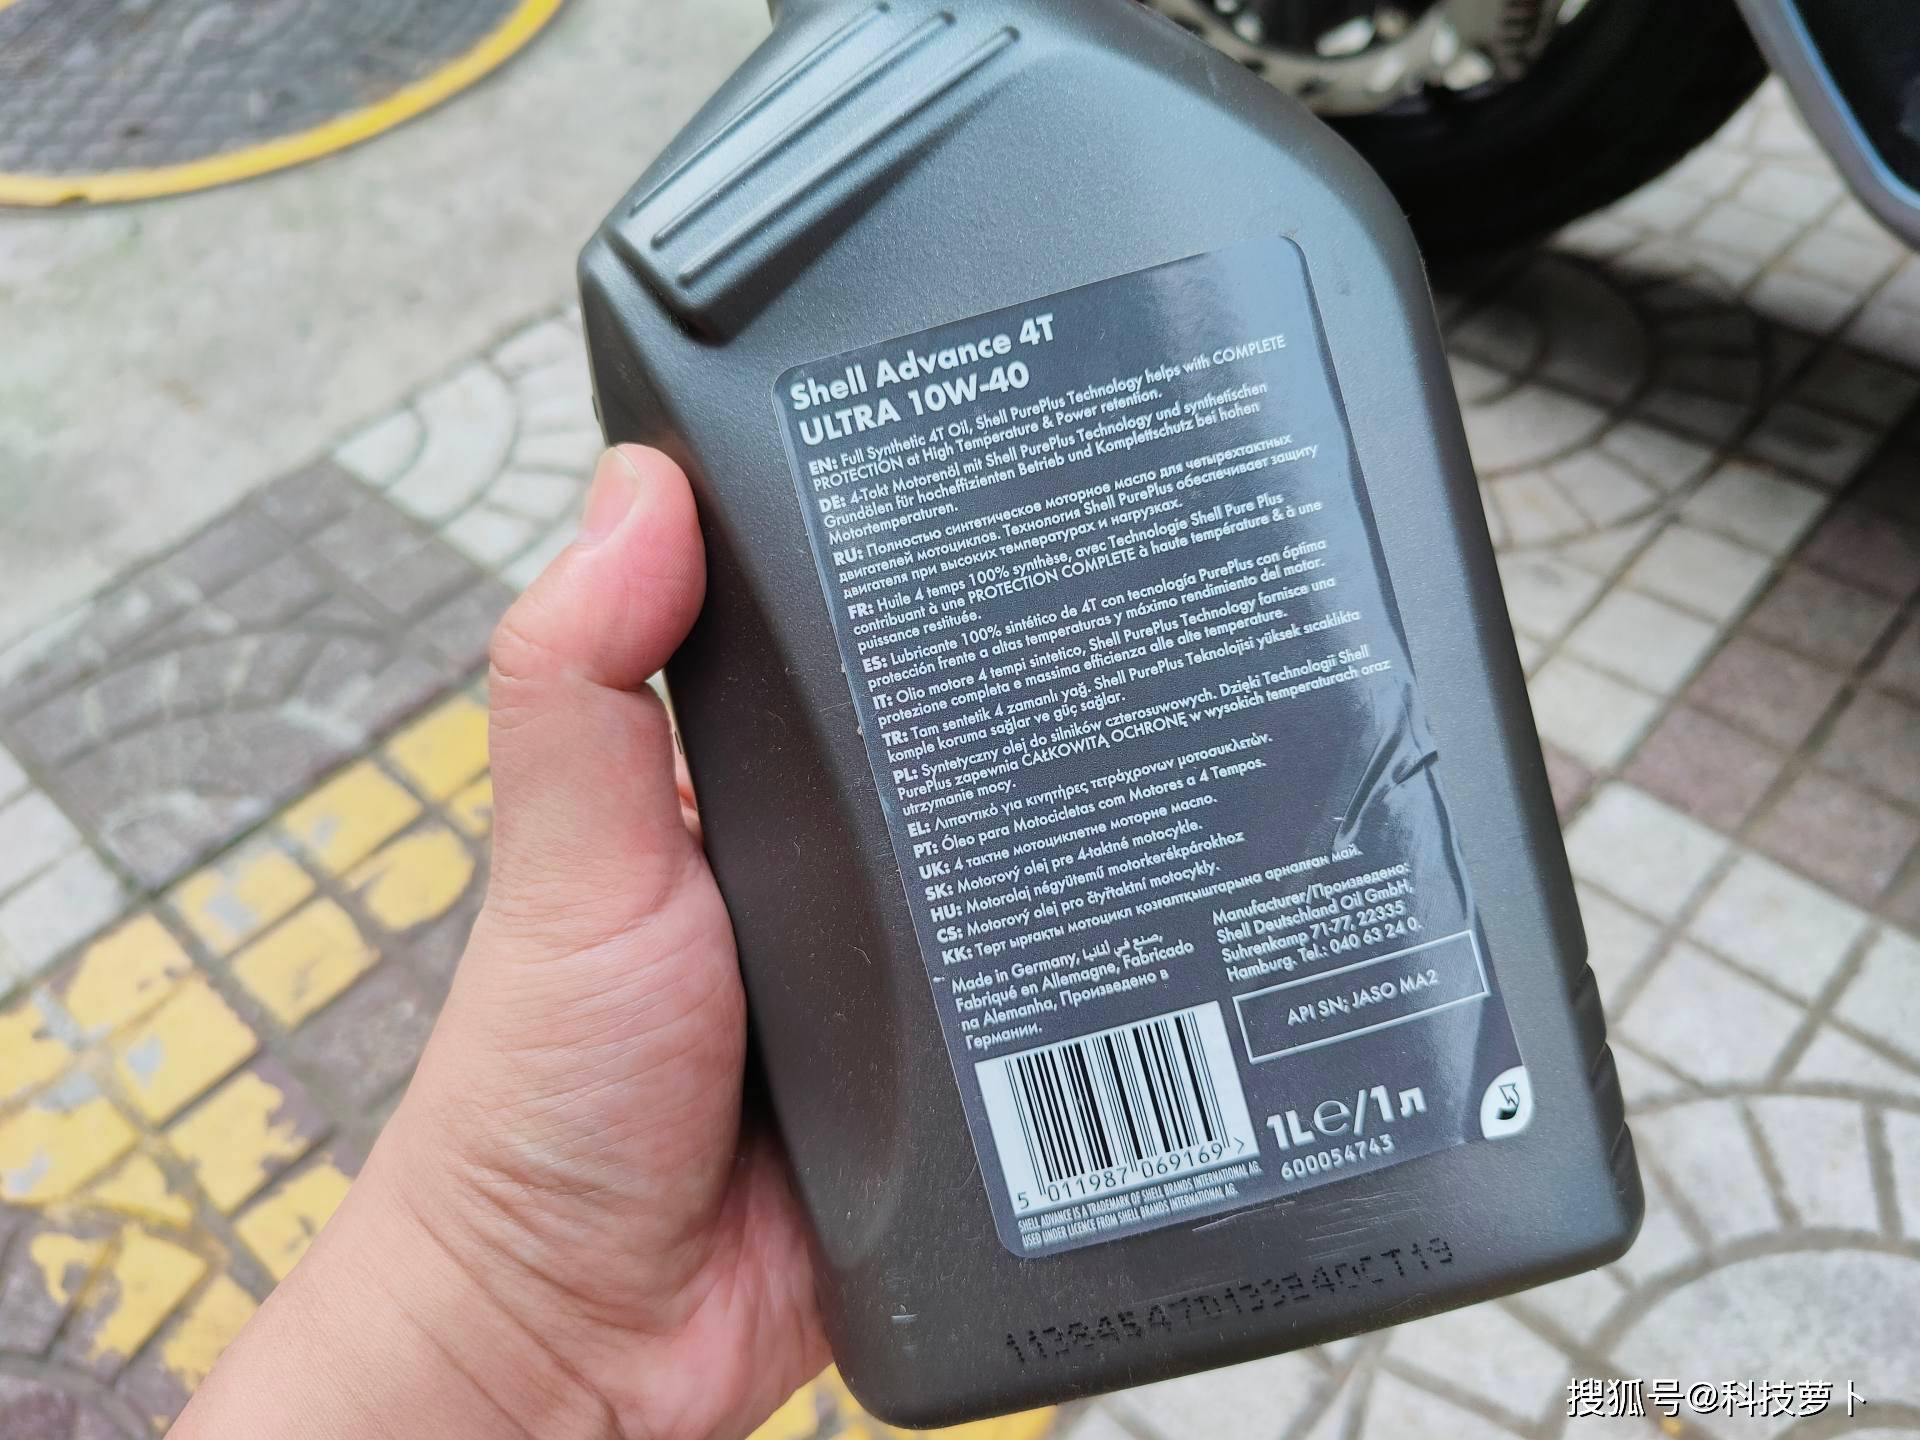 Shell Advance 4T
ULTRA 10W-40
EN: Full Synthetic 4T Oil, Shell PurePlus Technology helps with COMPLETE
PROTECTION at High Temperature & Power retention.
DE: 4-Takt Motorenöl mit Shell PurePlus Technology und synthetischen
Grundölen für hocheffizienten Betrieb und Komplettschutz bei hohen
Motortemperaturen.
RU: Полностью синтетическое моторное масло для четырехтактных
двигателей мотоциклов. Технология Shell PurePlus обеспечивает защиту
двигателя при высоких температурах и нагрузках.
FR: Huile 4 temps 100% synthèse, avec Technologie Shell Pure Plus
contribuant à une PROTECTION COMPLETE à haute température & à une
puissance restituée.
ES: Lubricante 100% sintético de 4T con tecnología PurePlus con óptima
protección frente a altas temperaturas y máximo rendimiento del motor.
IT: Olio motore 4 tempi sintetico, Shell PurePlus Technology fornisce una
protezione completa e massima efficienza alle alte temperature.
TR: Tam sentetik 4 zamanlı yağ. Shell PurePlus Teknolojisi yüksek sıcaklıkta
komple koruma sağlar ve güç sağlar.
PL: Syntetyczny olej do silników czterosuwowych. Dzięki Technologii Shell
PurePlus zapewnia CAŁKOWITĄ OCHRONĘ w wysokich temperaturach oraz
utrzymanie mocy.
EL: Λιπαντικό για κινητήρες τετράχρονων μοτοσυκλετών.
PT: Óleo para Motocicletas com Motores a 4 Tempos.
UK: 4 тактне мотоциклетне моторне масло.
SK: Motorový olej pre 4-taktné motocykle.
HU: Motorolaj négyütemű motorkerékpárokhoz
CS: Motorový olej pro čtyřtaktní motocykly.
KK: Төрт ырғақты мотоцикл қозғалтқыштарына арналған май.
Made in Germany, صنع في ألمانيا,
Fabriqué en Allemagne, Fabricado
na Alemanha, Произведено в
Германии.
Manufacturer/Произведено:
Shell Deutschland Oil GmbH,
Suhrenkamp 71-77, 22335
Hamburg. Tel.: 040 63 24 0.
API SN; JASO MA2
5 011987 069169 >
1L℮/1л
600054743
SHELL ADVANCE IS A TRADEMARK OF SHELL BRANDS INTERNATIONAL AG.
USED UNDER LICENCE FROM SHELL BRANDS INTERNATIONAL AG.
搜狐号@科技萝卜